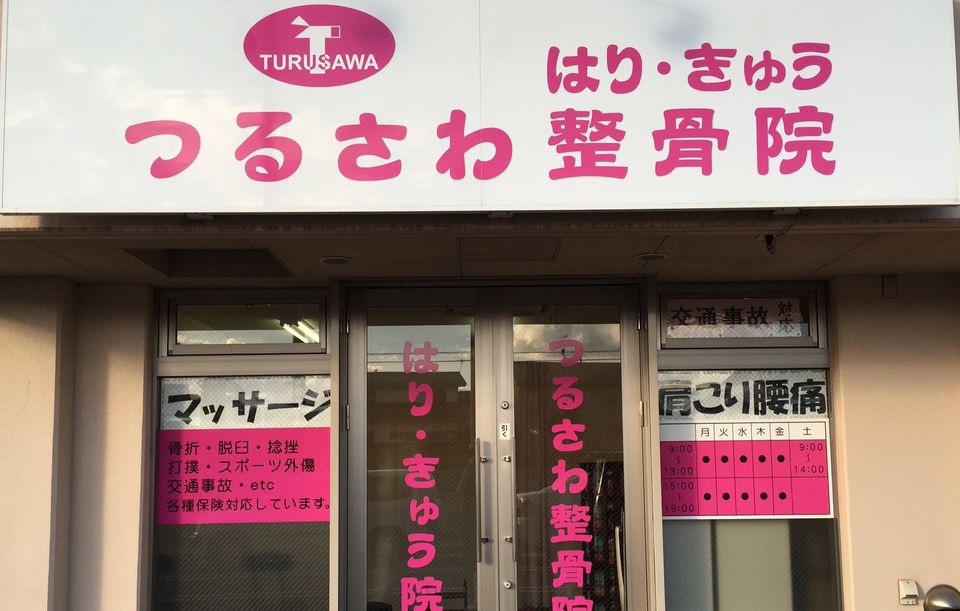 TURUSAWA
はり・きゅう
つるさわ 整骨院
交通事故 対応
マッサージ
骨折・脱臼・捻挫
打撲・スポーツ外傷
交通事故・etc
各種保険対応しています。
はり・きゅう院
つるさわ整骨院
引く
肩こり腰痛
月 火 水 木 金 土
9:00～13:00 ● ● ● ● ● 9:00～14:00
15:00～19:00 ● ● ● ● ●